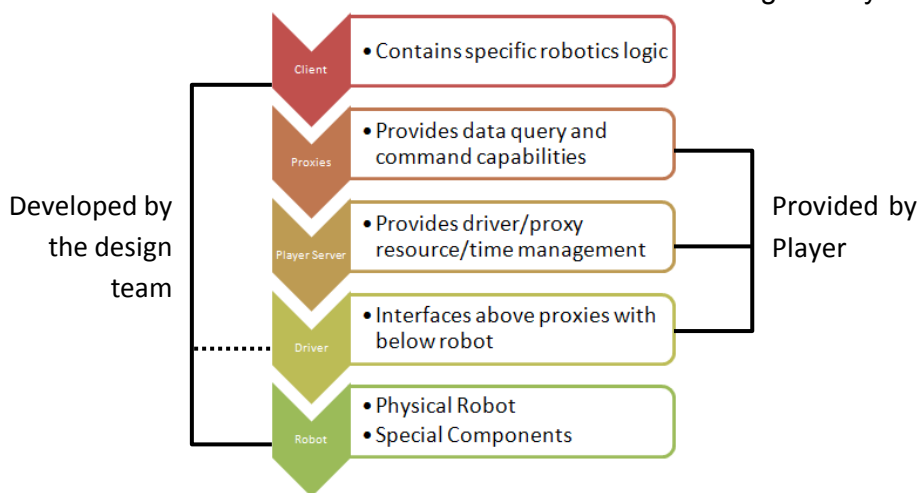 Client
• Contains specific robotics logic
Proxies
• Provides data query and
command capabilities
Player Server
• Provides driver/proxy
resource/time management
Driver
• Interfaces above proxies with
below robot
Robot
• Physical Robot
• Special Components
Developed by
the design
team
Provided by
Player